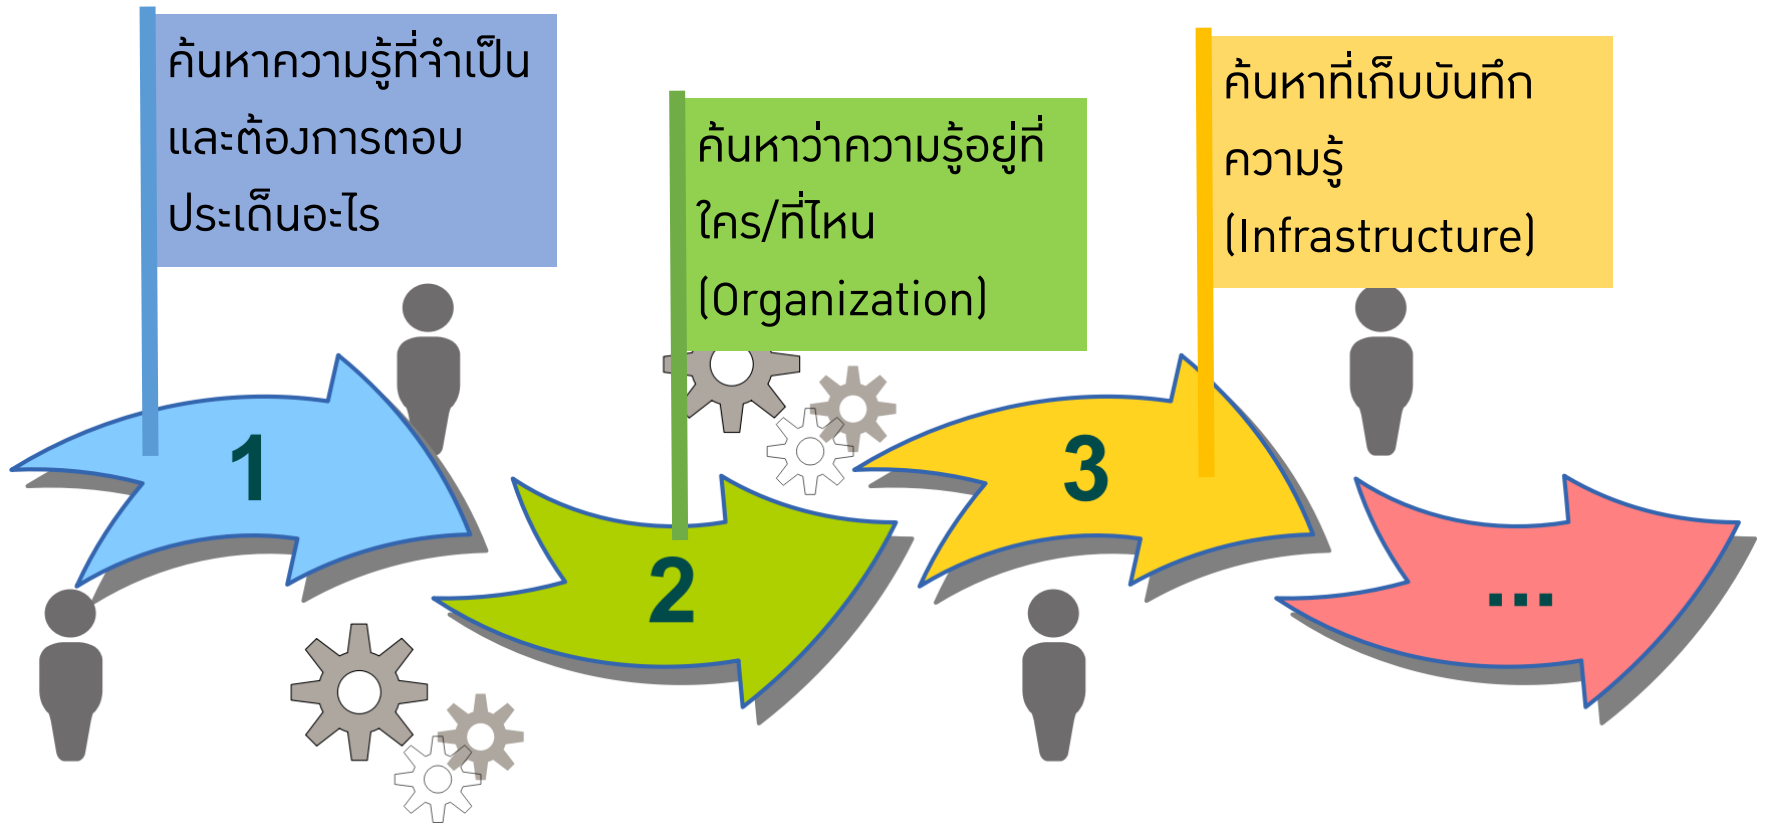 ค้นหาความรู้ที่จำเป็น
และต้องการตอบ
ประเด็นอะไร
ค้นหาว่าความรู้อยู่ที่
ใคร/ที่ไหน
(Organization)
ค้นหาที่เก็บบันทึก
ความรู้
(Infrastructure)
1
2
3
...